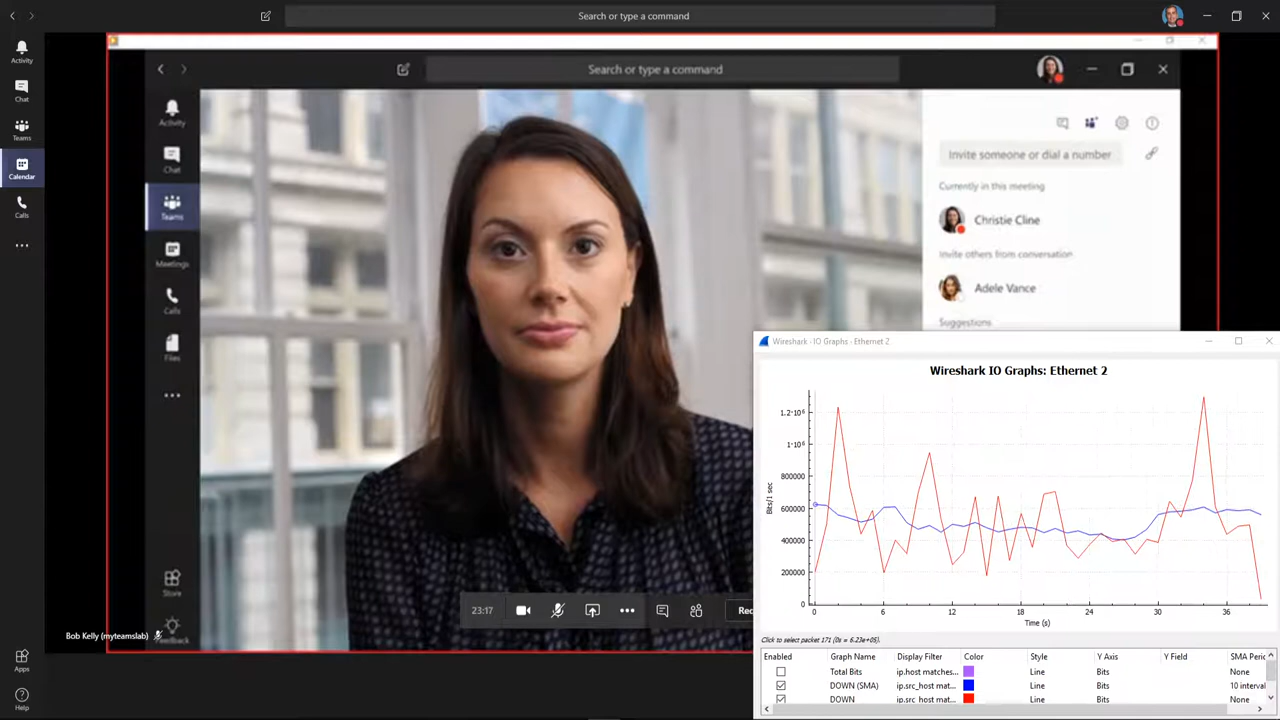 Search or type a command
Activity
Chat
Teams
Calendar
Calls
Apps
Help
Search or type a command
Activity
Chat
Teams
Meetings
Calls
Files
Store
Invite someone or dial a number
Currently in this meeting
Christie Cline
Invite others from conversation
Adele Vance
Suggestions
23:17
Rec
Bob Kelly (myteamslab)
Wireshark · IO Graphs · Ethernet 2
Wireshark IO Graphs: Ethernet 2
Bits/1 sec
1.2·10⁶
1·10⁶
800000
600000
400000
200000
0
0 6 12 18 24 30 36
Time (s)
Click to select packet 171 (0s = 6.23e+05).
Enabled Graph Name Display Filter Color Style Y Axis Y Field SMA Peric
Total Bits ip.host matches... Line Bits None
DOWN (SMA) ip.src_host mat... Line Bits 10 interval
DOWN ip.src_host mat... Line Bits None